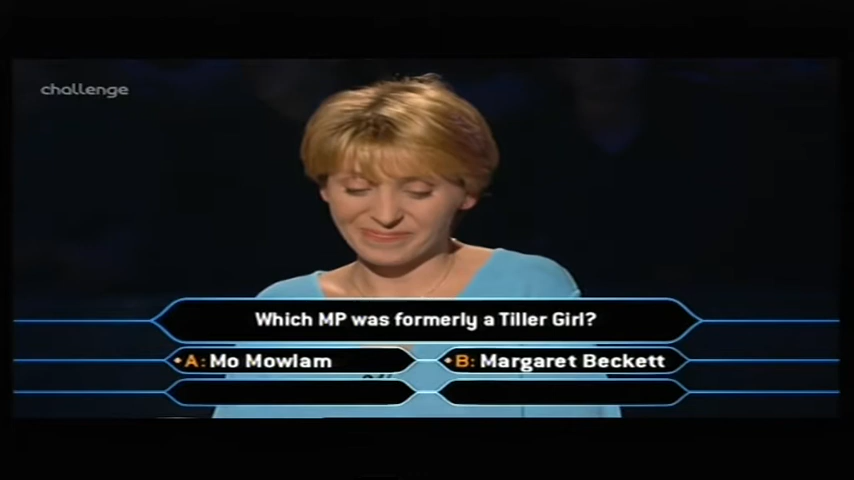 challenge
Which MP was formerly a Tiller Girl?
A: Mo Mowlam
B: Margaret Beckett